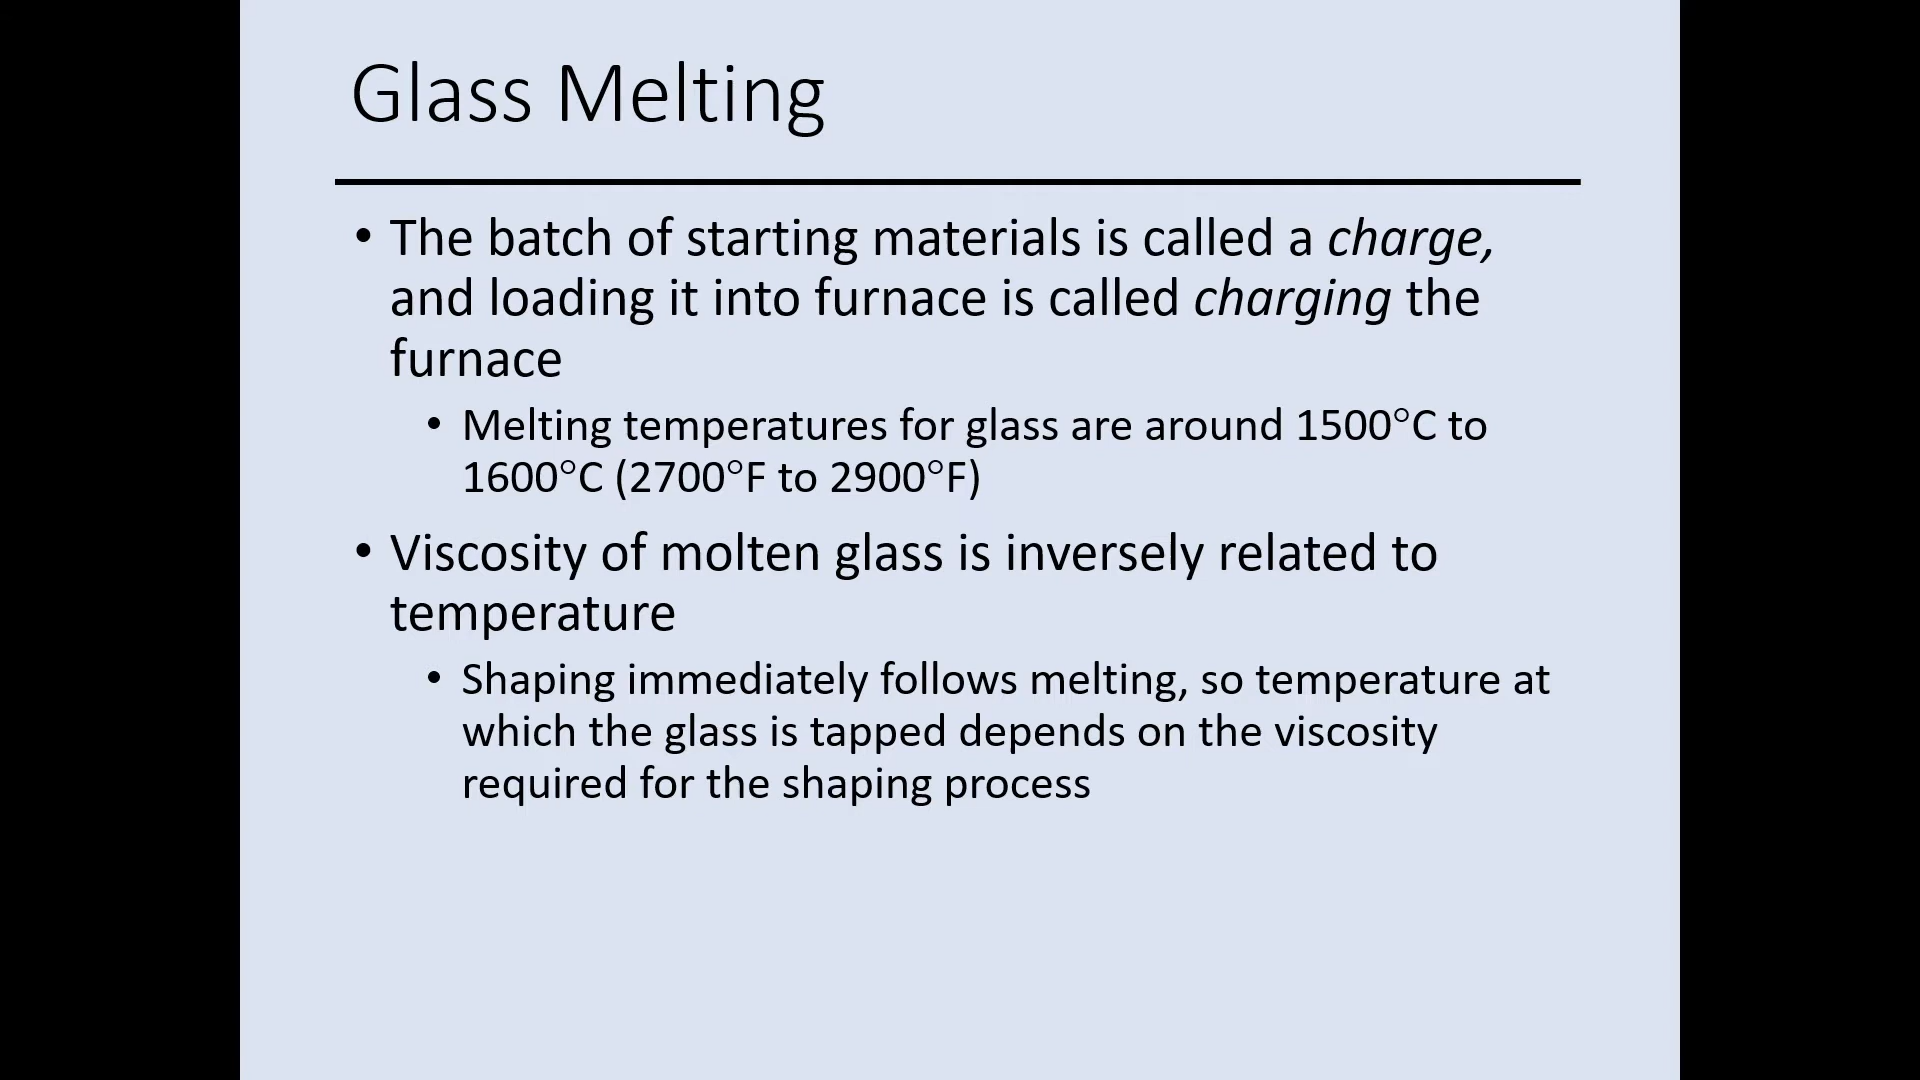 Glass Melting
• The batch of starting materials is called a charge,
and loading it into furnace is called charging the
furnace
• Melting temperatures for glass are around 1500°C to
1600°C (2700°F to 2900°F)
• Viscosity of molten glass is inversely related to
temperature
• Shaping immediately follows melting, so temperature at
which the glass is tapped depends on the viscosity
required for the shaping process